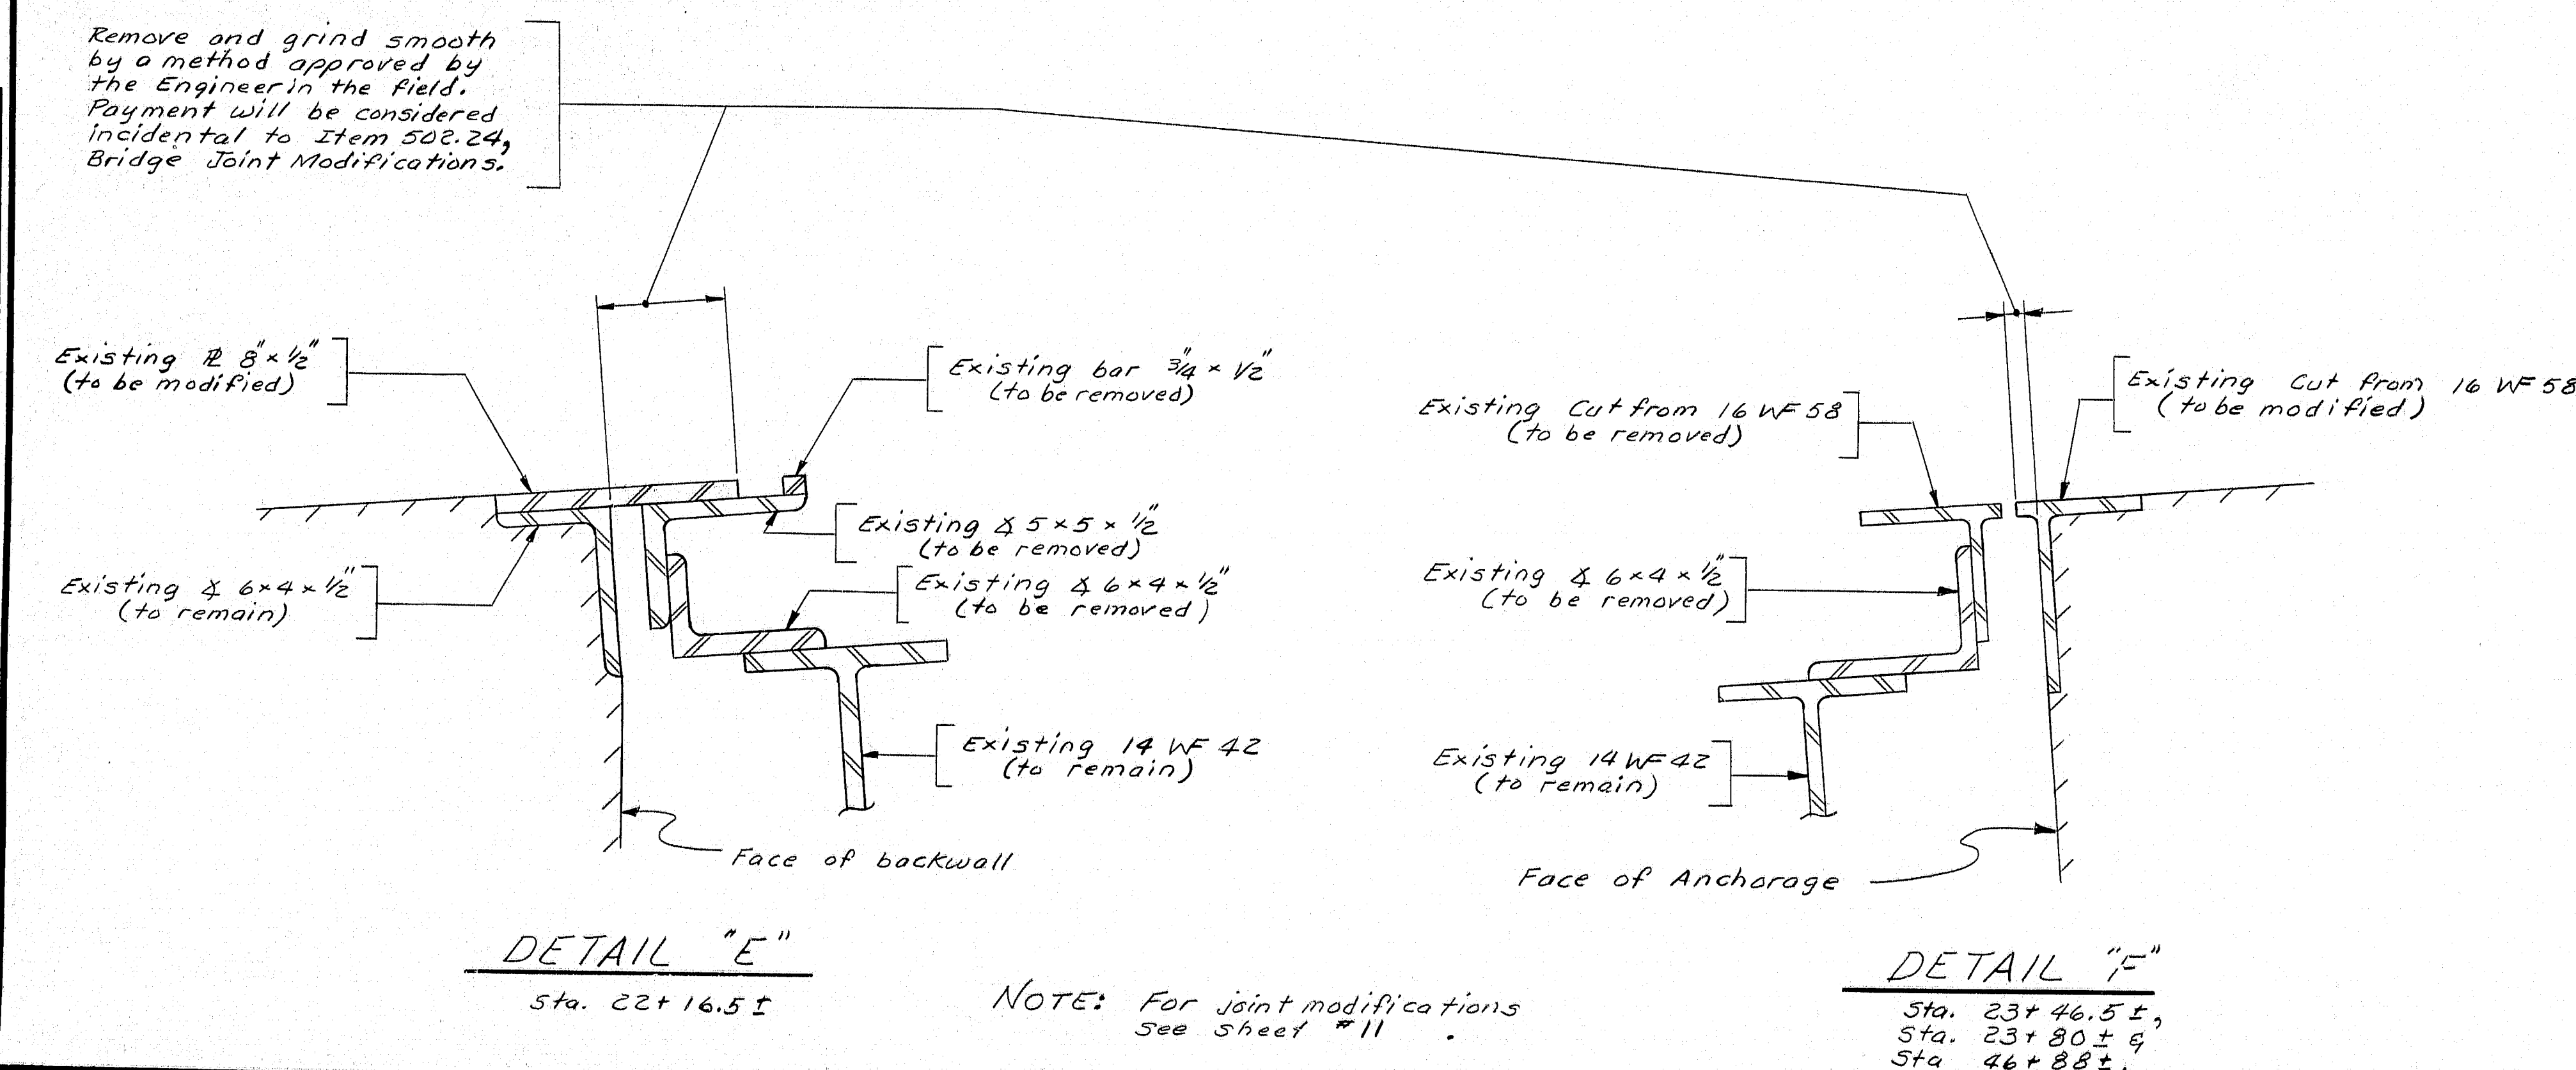 Remove and grind smooth
by a method approved by
the Engineer in the field.
Payment will be considered
incidental to Item 502.24,
Bridge Joint Modifications.
Existing ⅊ 8" × 1/2"
(to be modified)
Existing bar 3/4" × 1/2"
(to be removed)
Existing Cut from 16 WF 58
(to be removed)
Existing Cut from 16 WF 58
(to be modified)
Existing ∡ 5 × 5 × 1/2"
(to be removed)
Existing ∡ 6 × 4 × 1/2"
(to remain)
Existing ∡ 6 × 4 × 1/2"
(to be removed)
Existing ∡ 6 × 4 × 1/2"
(to be removed)
Existing 14 WF 42
(to remain)
Existing 14 WF 42
(to remain)
Face of backwall
Face of Anchorage
DETAIL "E"
Sta. 22+16.5 ±
NOTE: For joint modifications
see sheet #11.
DETAIL "F"
Sta. 23+46.5 ±,
Sta. 23+80 ± &
Sta 46+88 ±.